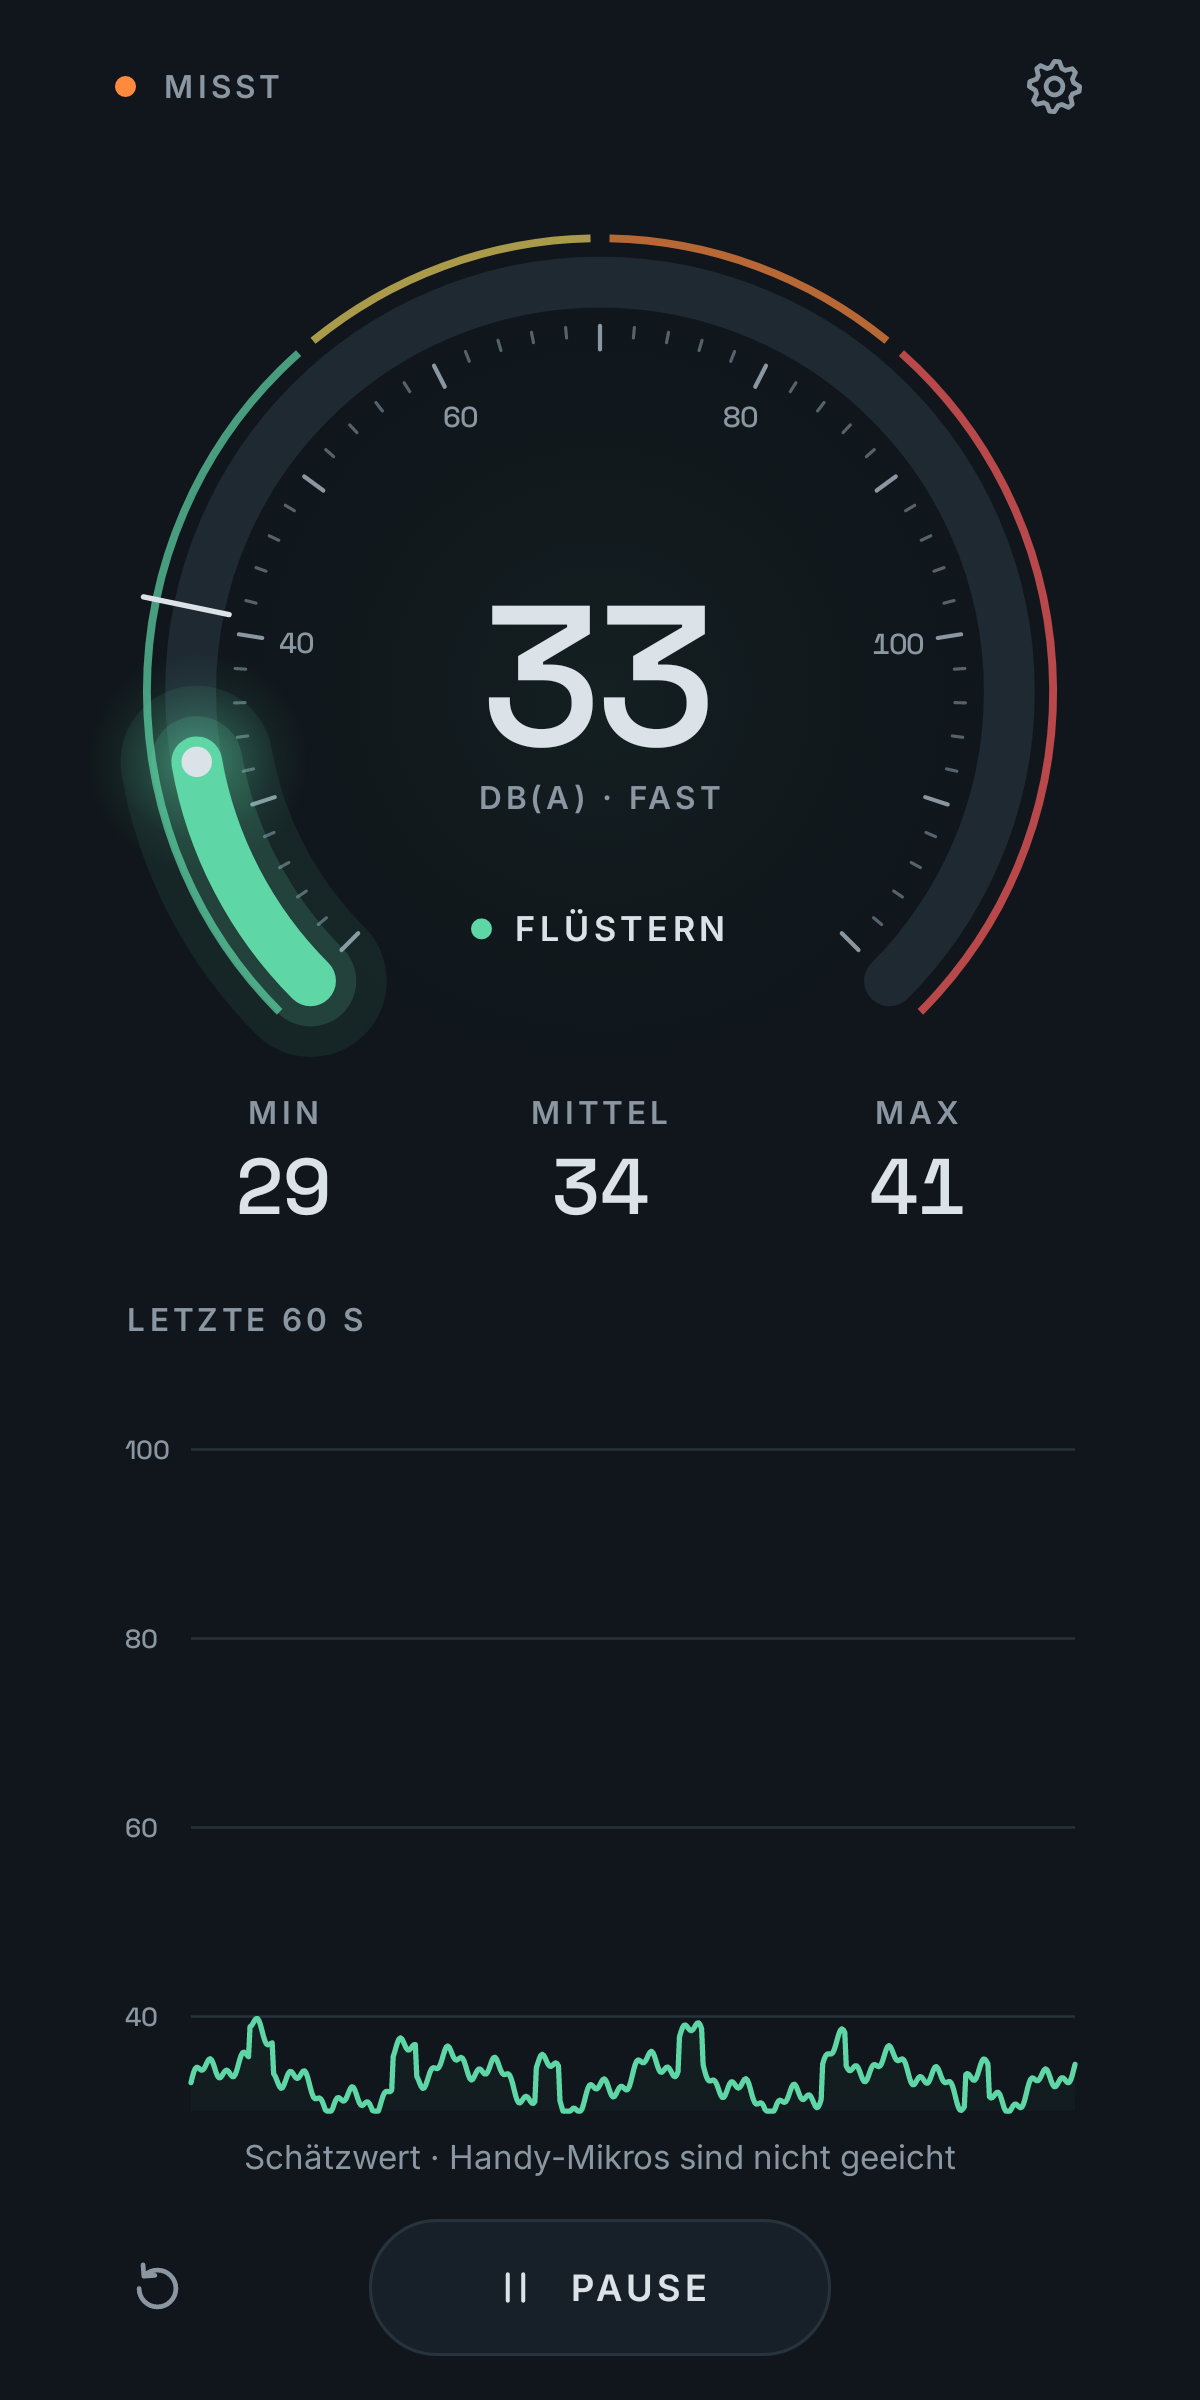 MISST
60
80
40
100
33
DB(A) · FAST
FLÜSTERN
MIN
MITTEL
MAX
29
34
41
LETZTE 60 S
100
80
60
40
Schätzwert · Handy-Mikros sind nicht geeicht
PAUSE